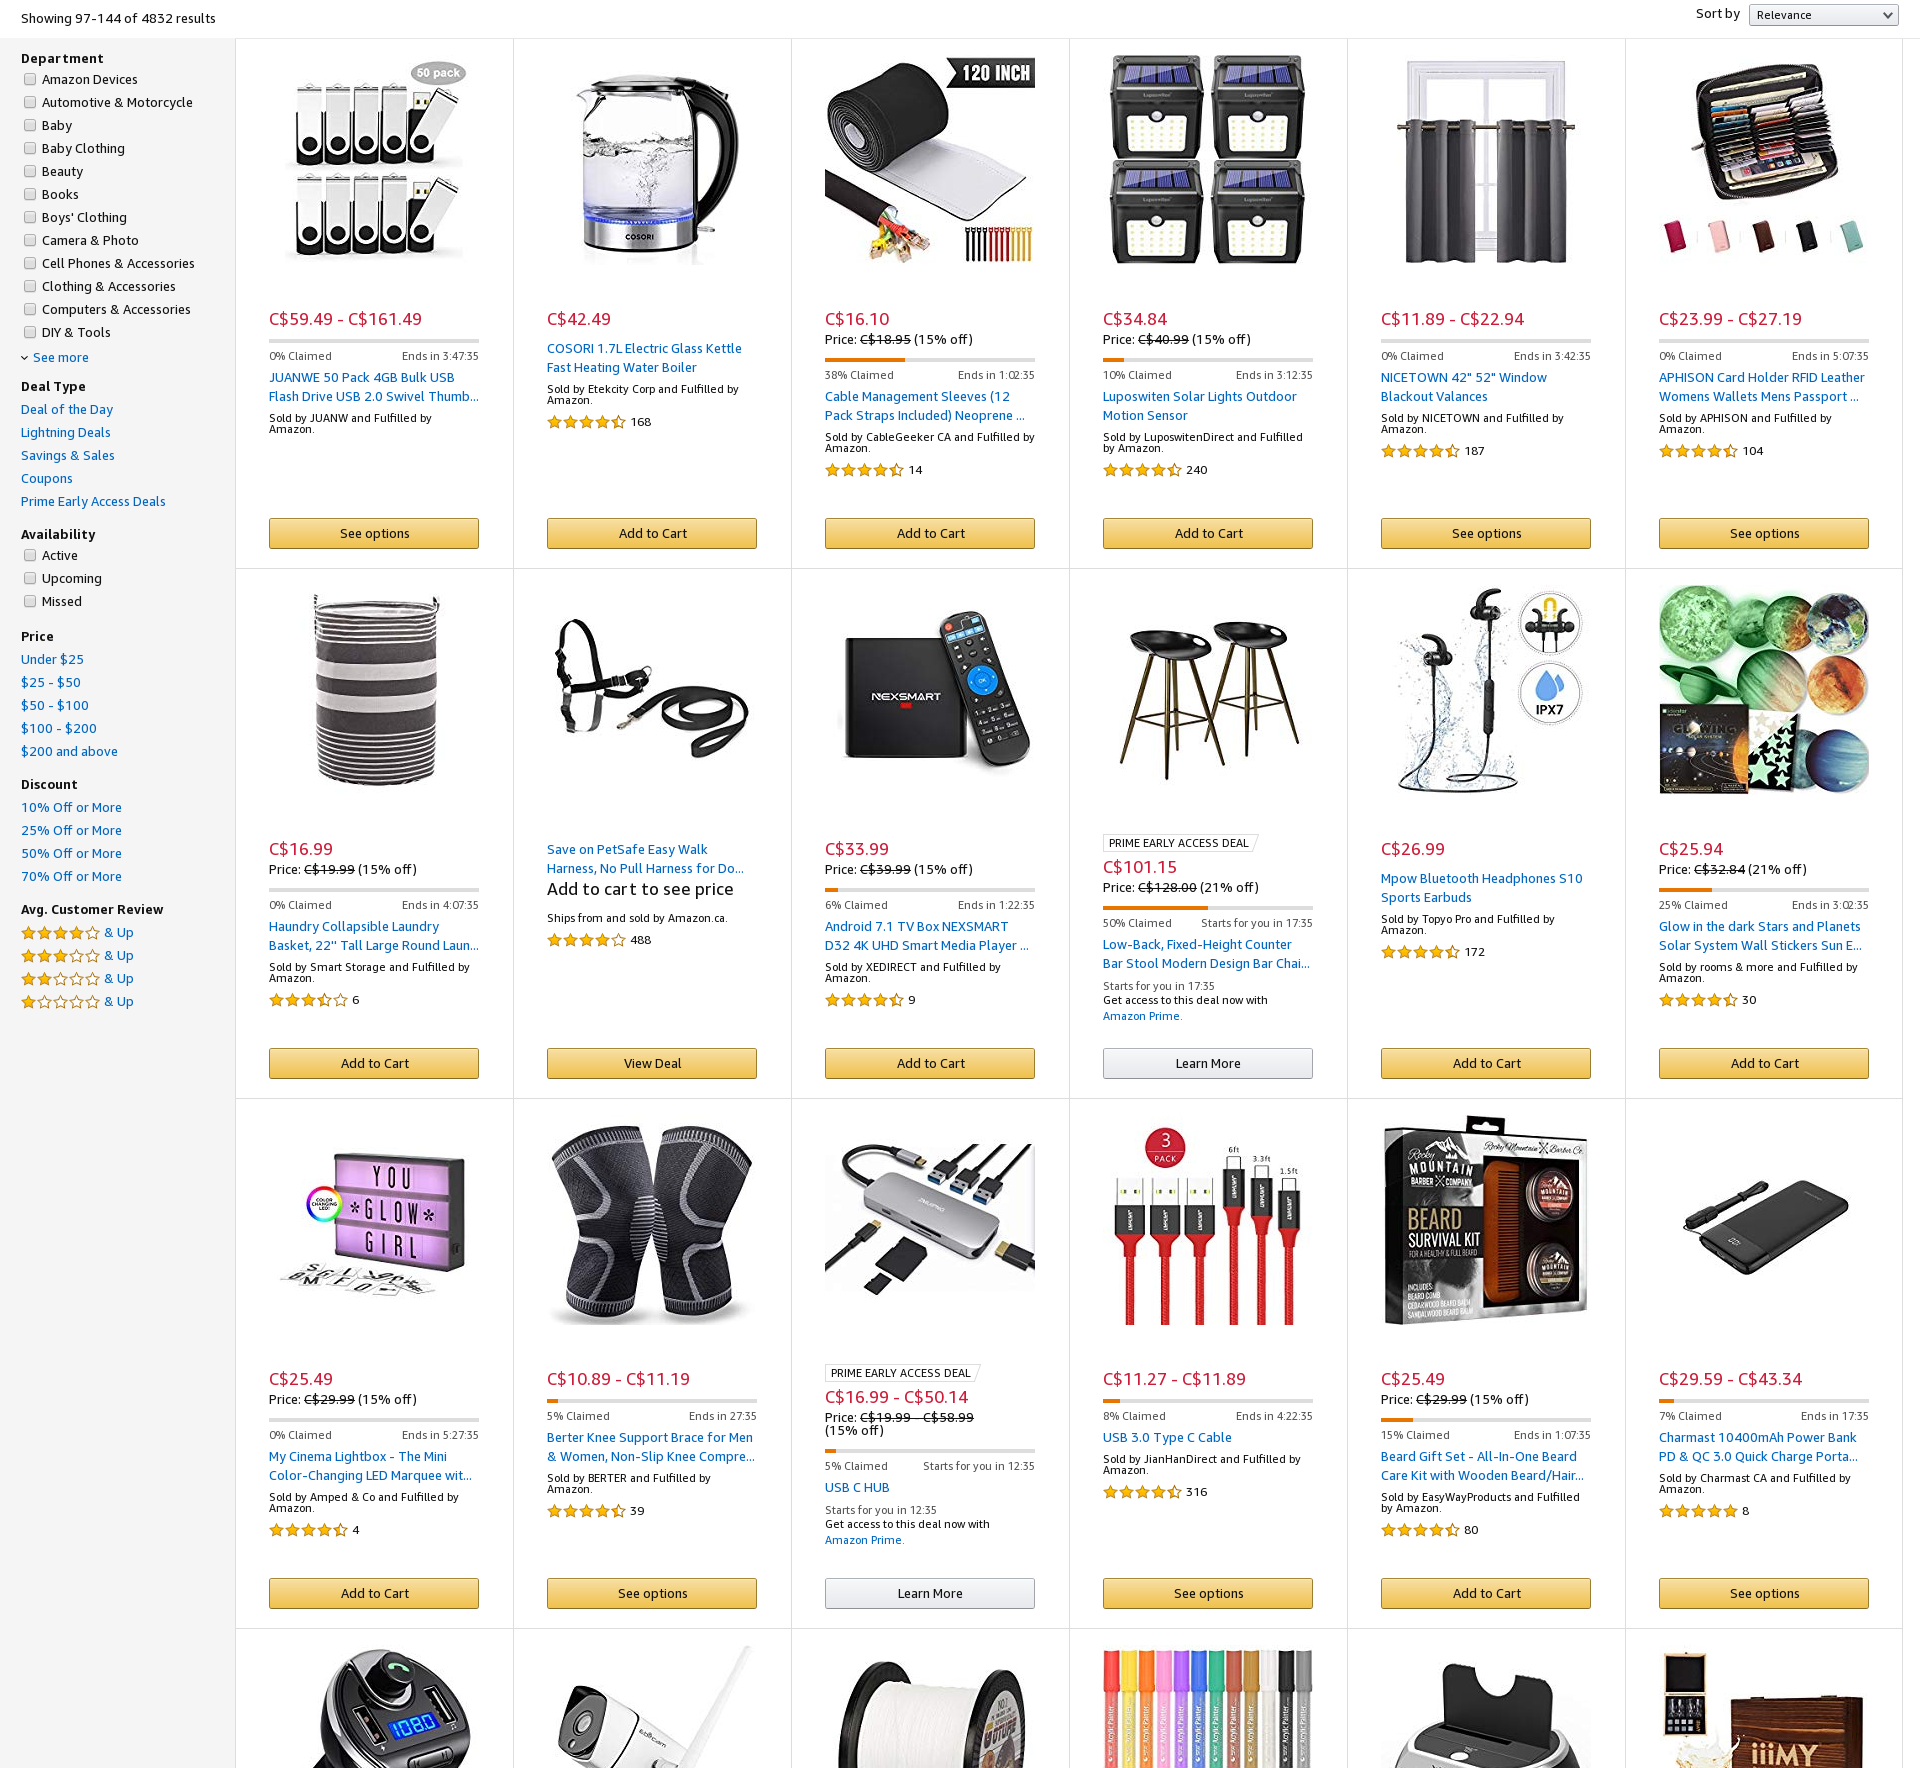 Showing 97-144 of 4832 results
Sort by Relevance
Department
Amazon Devices
Automotive & Motorcycle
Baby
Baby Clothing
Beauty
Books
Boys' Clothing
Camera & Photo
Cell Phones & Accessories
Clothing & Accessories
Computers & Accessories
DIY & Tools
See more
Deal Type
Deal of the Day
Lightning Deals
Savings & Sales
Coupons
Prime Early Access Deals
Availability
Active
Upcoming
Missed
Price
Under $25
$25 - $50
$50 - $100
$100 - $200
$200 and above
Discount
10% Off or More
25% Off or More
50% Off or More
70% Off or More
Avg. Customer Review
& Up
& Up
& Up
& Up
50 pack
C$59.49 - C$161.49
0% Claimed Ends in 3:47:35
JUANWE 50 Pack 4GB Bulk USB
Flash Drive USB 2.0 Swivel Thumb...
Sold by JUANW and Fulfilled by
Amazon.
See options
COSORI
C$42.49
COSORI 1.7L Electric Glass Kettle
Fast Heating Water Boiler
Sold by Etekcity Corp and Fulfilled by
Amazon.
168
Add to Cart
120 INCH
C$16.10
Price: C$18.95 (15% off)
38% Claimed Ends in 1:02:35
Cable Management Sleeves (12
Pack Straps Included) Neoprene ...
Sold by CableGeeker CA and Fulfilled by
Amazon.
14
Add to Cart
C$34.84
Price: C$40.99 (15% off)
10% Claimed Ends in 3:12:35
Luposwiten Solar Lights Outdoor
Motion Sensor
Sold by LuposwitenDirect and Fulfilled
by Amazon.
240
Add to Cart
C$11.89 - C$22.94
0% Claimed Ends in 3:42:35
NICETOWN 42" 52" Window
Blackout Valances
Sold by NICETOWN and Fulfilled by
Amazon.
187
See options
C$23.99 - C$27.19
0% Claimed Ends in 5:07:35
APHISON Card Holder RFID Leather
Womens Wallets Mens Passport ...
Sold by APHISON and Fulfilled by
Amazon.
104
See options
C$16.99
Price: C$19.99 (15% off)
0% Claimed Ends in 4:07:35
Haundry Collapsible Laundry
Basket, 22'' Tall Large Round Laun...
Sold by Smart Storage and Fulfilled by
Amazon.
6
Add to Cart
Save on PetSafe Easy Walk
Harness, No Pull Harness for Do...
Add to cart to see price
Ships from and sold by Amazon.ca.
488
View Deal
NEXSMART
C$33.99
Price: C$39.99 (15% off)
6% Claimed Ends in 1:22:35
Android 7.1 TV Box NEXSMART
D32 4K UHD Smart Media Player ...
Sold by XEDIRECT and Fulfilled by
Amazon.
9
Add to Cart
PRIME EARLY ACCESS DEAL
C$101.15
Price: C$128.00 (21% off)
50% Claimed Starts for you in 17:35
Low-Back, Fixed-Height Counter
Bar Stool Modern Design Bar Chai...
Starts for you in 17:35
Get access to this deal now with
Amazon Prime.
Learn More
IPX7
C$26.99
Mpow Bluetooth Headphones S10
Sports Earbuds
Sold by Topyo Pro and Fulfilled by
Amazon.
172
Add to Cart
GLOWING
C$25.94
Price: C$32.84 (21% off)
25% Claimed Ends in 3:02:35
Glow in the dark Stars and Planets
Solar System Wall Stickers Sun E...
Sold by rooms & more and Fulfilled by
Amazon.
30
Add to Cart
COLOR
CHANGING
LED!
YOU
*GLOW*
GIRL
C$25.49
Price: C$29.99 (15% off)
0% Claimed Ends in 5:27:35
My Cinema Lightbox - The Mini
Color-Changing LED Marquee wit...
Sold by Amped & Co and Fulfilled by
Amazon.
4
Add to Cart
C$10.89 - C$11.19
5% Claimed Ends in 27:35
Berter Knee Support Brace for Men
& Women, Non-Slip Knee Compre...
Sold by BERTER and Fulfilled by
Amazon.
39
See options
PRIME EARLY ACCESS DEAL
C$16.99 - C$50.14
Price: C$19.99 - C$58.99
(15% off)
5% Claimed Starts for you in 12:35
USB C HUB
Starts for you in 12:35
Get access to this deal now with
Amazon Prime.
Learn More
3
PACK
6ft
3.3ft
1.5ft
C$11.27 - C$11.89
8% Claimed Ends in 4:22:35
USB 3.0 Type C Cable
Sold by JianHanDirect and Fulfilled by
Amazon.
316
See options
Rocky Mountain Barber Co.
Rocky
MOUNTAIN
BARBER COMPANY
BEARD
SURVIVAL KIT
FOR A HEALTHY & FULL BEARD
INCLUDES:
BEARD COMB
CEDARWOOD BEARD BALM
SANDALWOOD BEARD BALM
C$25.49
Price: C$29.99 (15% off)
15% Claimed Ends in 1:07:35
Beard Gift Set - All-In-One Beard
Care Kit with Wooden Beard/Hair...
Sold by EasyWayProducts and Fulfilled
by Amazon.
80
Add to Cart
C$29.59 - C$43.34
7% Claimed Ends in 17:35
Charmast 10400mAh Power Bank
PD & QC 3.0 Quick Charge Porta...
Sold by Charmast CA and Fulfilled by
Amazon.
8
See options
108.0
iiiMY